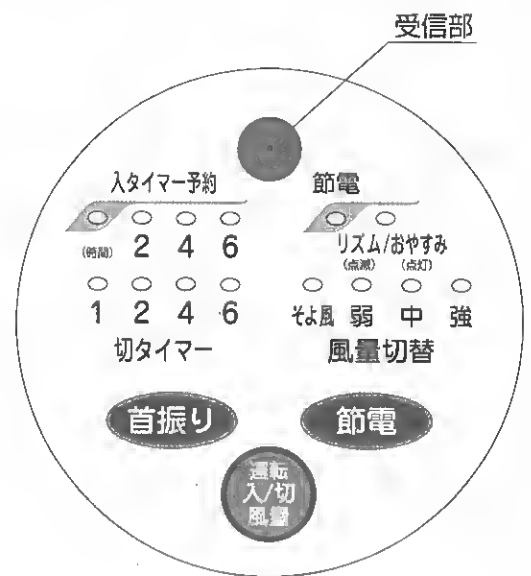 受信部
入タイマー予約
(時間) 2 4 6
1 2 4 6
切タイマー
節電
リズム/おやすみ
(点滅) (点灯)
そよ風 弱 中 強
風量切替
首振り
節電
運転
入/切
風量